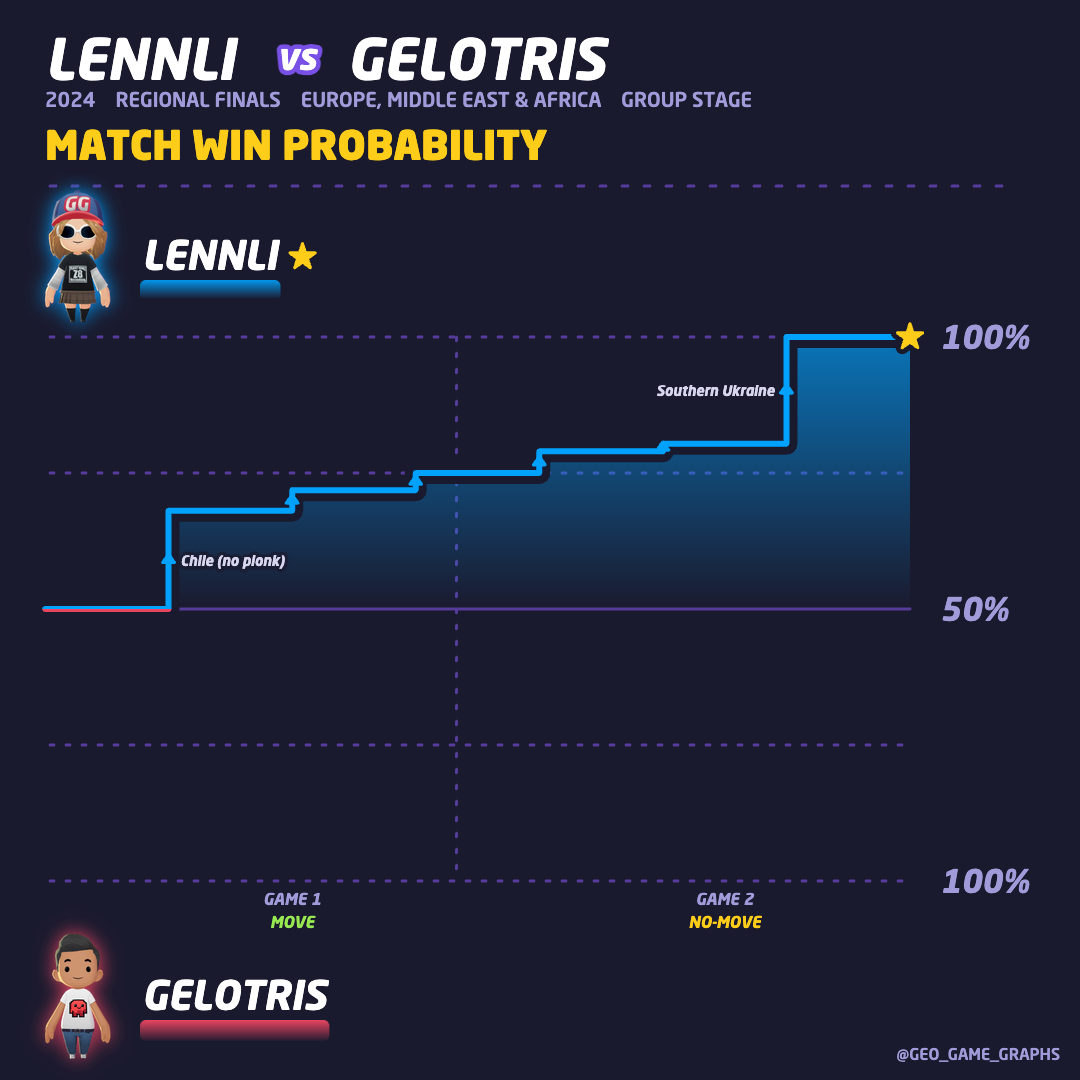 LENNLI VS GELOTRIS
2024 REGIONAL FINALS EUROPE, MIDDLE EAST & AFRICA GROUP STAGE
MATCH WIN PROBABILITY
GG
LENNLI
28
100%
Southern Ukraine
Chile (no plonk)
50%
100%
GAME 1
GAME 2
MOVE
NO-MOVE
GELOTRIS
@GEO_GAME_GRAPHS